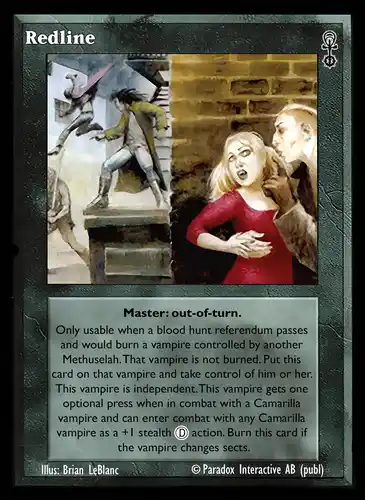 Redline
Master: out-of-turn.
Only usable when a blood hunt referendum passes
and would burn a vampire controlled by another
Methuselah. That vampire is not burned. Put this
card on that vampire and take control of him or her.
This vampire is independent. This vampire gets one
optional press when in combat with a Camarilla
vampire and can enter combat with any Camarilla
vampire as a +1 stealth Ⓓ action. Burn this card if
the vampire changes sects.
Illus: Brian LeBlanc © Paradox Interactive AB (publ)